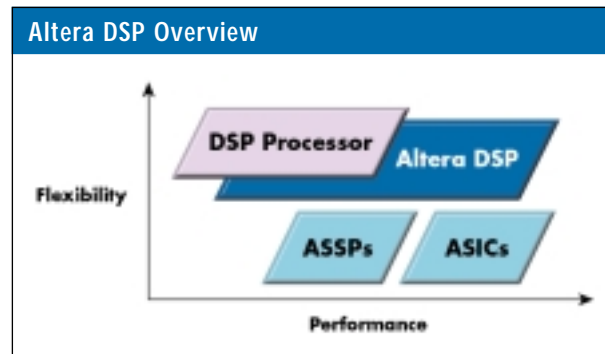 Altera DSP Overview
DSP Processor
Altera DSP
Flexibility
ASSPs
ASICs
Performance